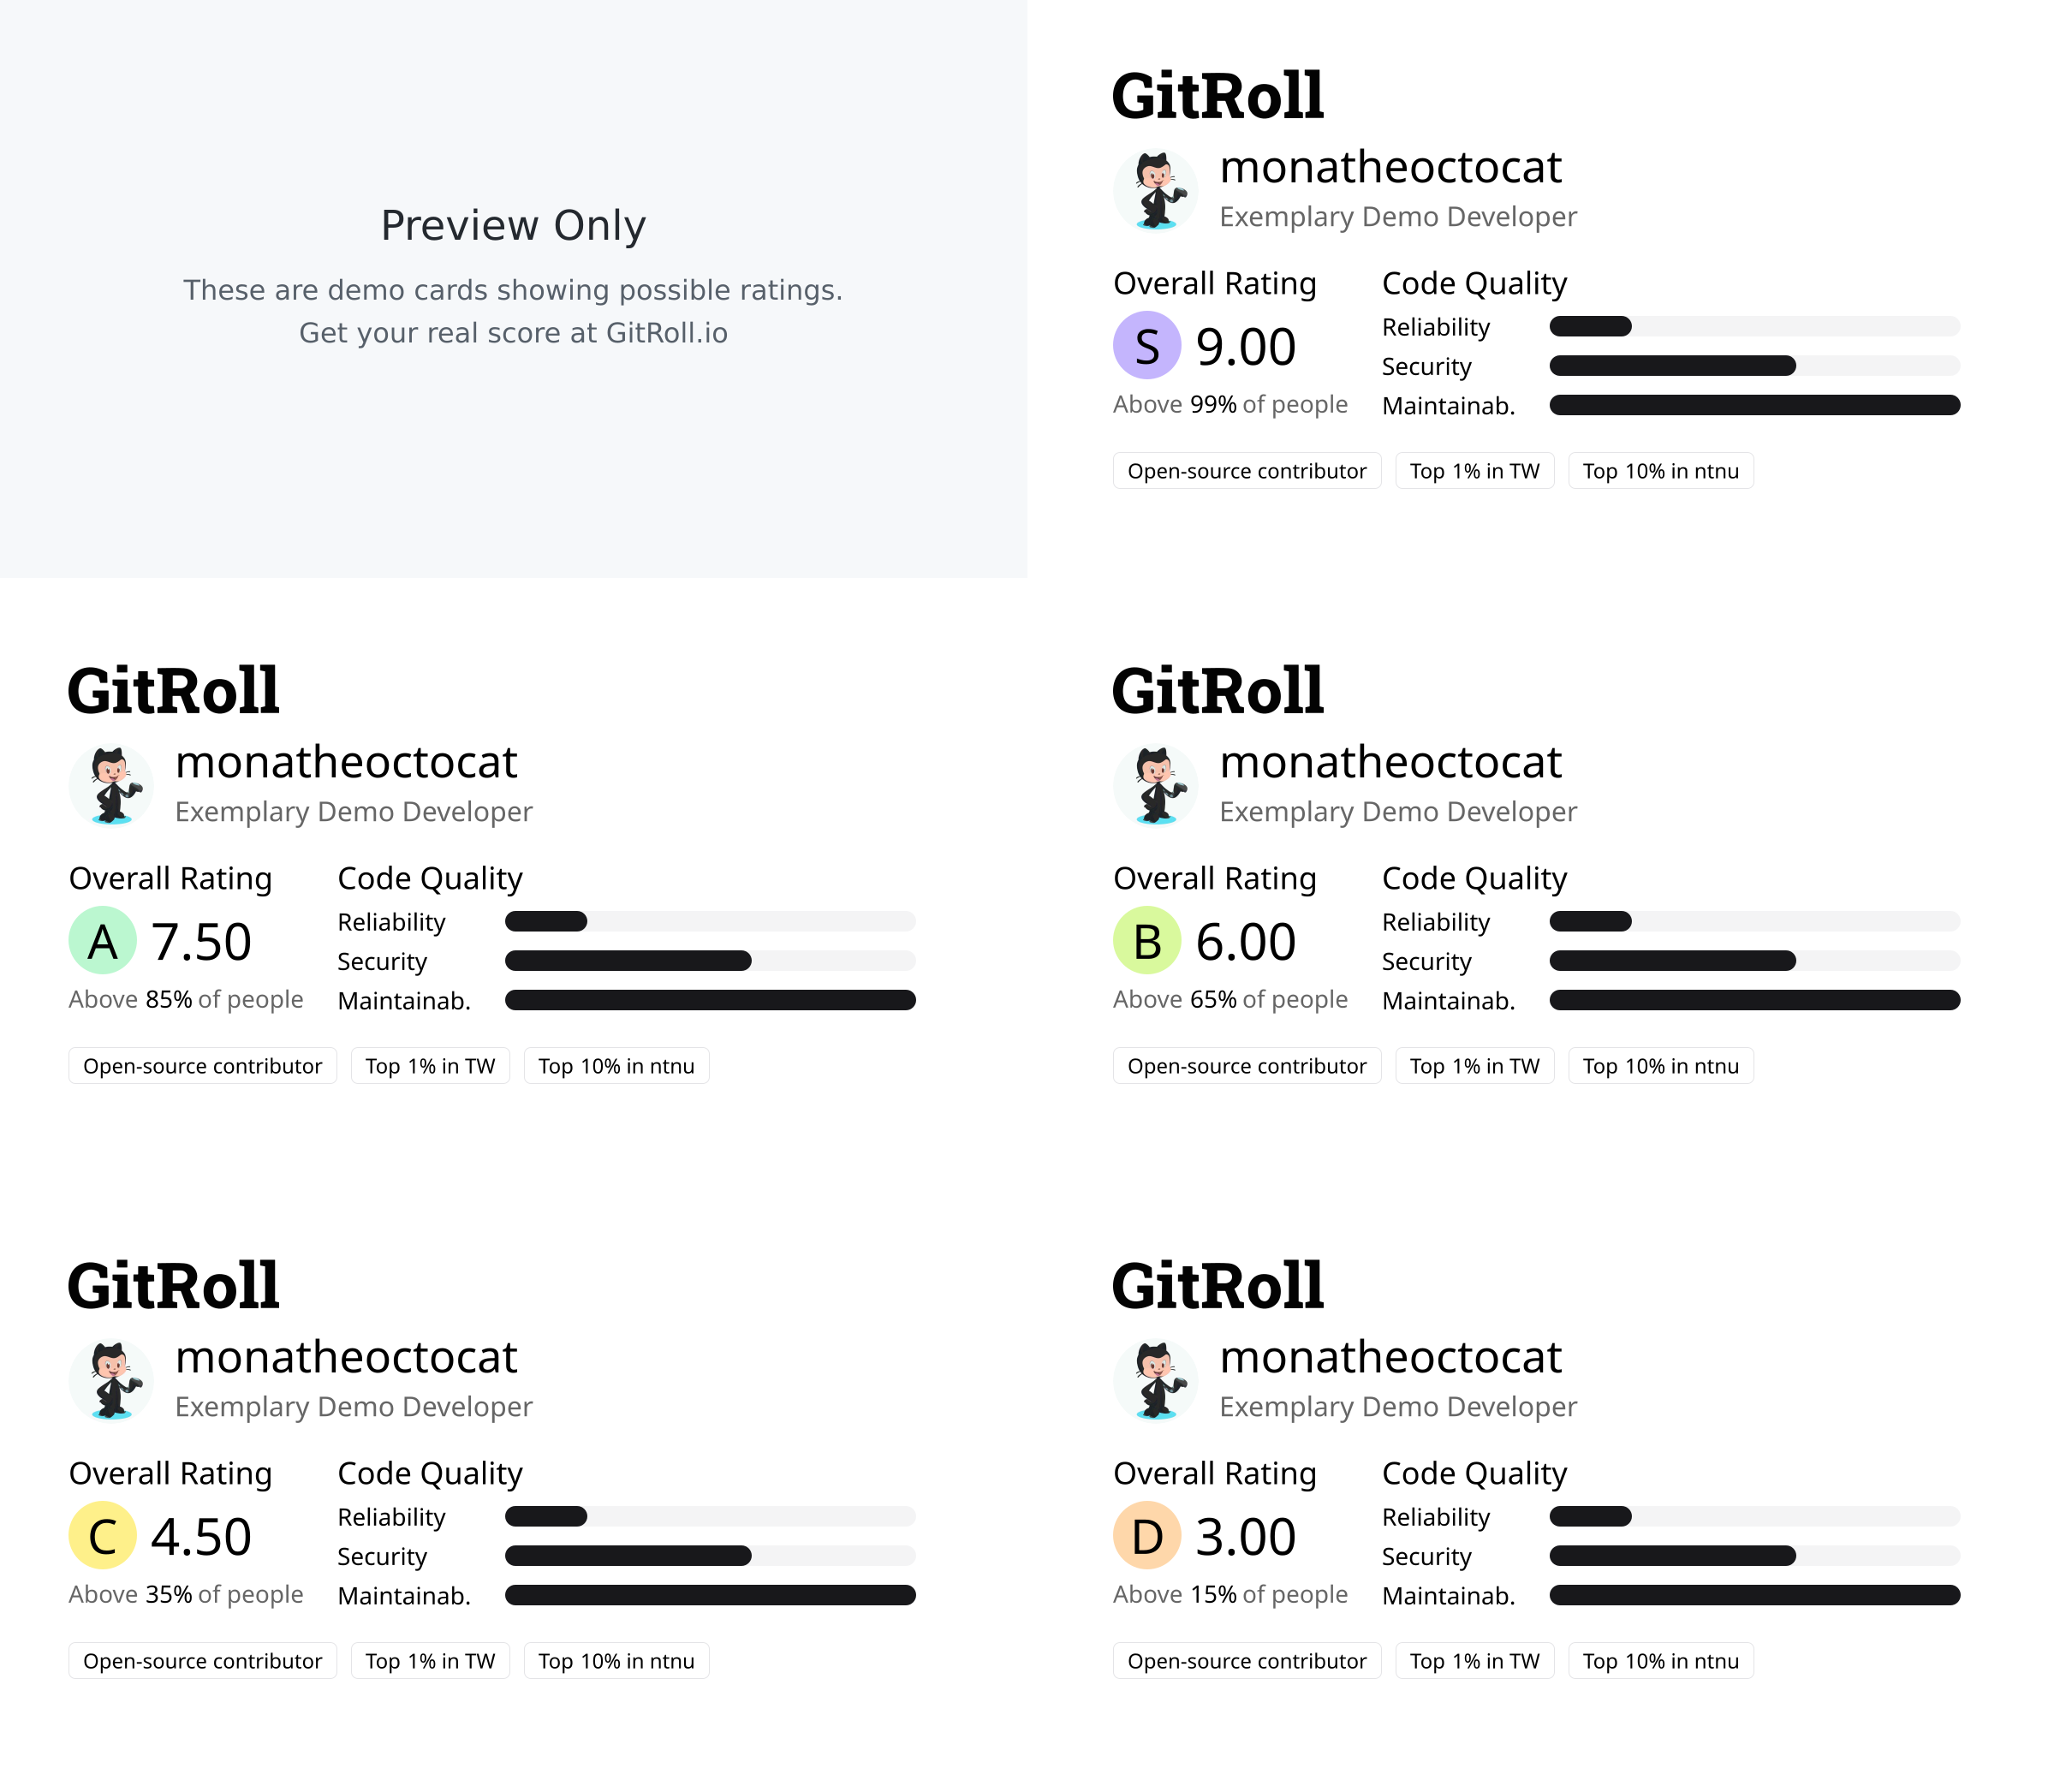 Preview Only
These are demo cards showing possible ratings.
Get your real score at GitRoll.io
GitRoll
monatheoctocat
Exemplary Demo Developer
Overall Rating
S 9.00
Above 99% of people
Code Quality
Reliability
Security
Maintainab.
Open-source contributor
Top 1% in TW
Top 10% in ntnu
GitRoll
monatheoctocat
Exemplary Demo Developer
Overall Rating
A 7.50
Above 85% of people
Code Quality
Reliability
Security
Maintainab.
Open-source contributor
Top 1% in TW
Top 10% in ntnu
GitRoll
monatheoctocat
Exemplary Demo Developer
Overall Rating
B 6.00
Above 65% of people
Code Quality
Reliability
Security
Maintainab.
Open-source contributor
Top 1% in TW
Top 10% in ntnu
GitRoll
monatheoctocat
Exemplary Demo Developer
Overall Rating
C 4.50
Above 35% of people
Code Quality
Reliability
Security
Maintainab.
Open-source contributor
Top 1% in TW
Top 10% in ntnu
GitRoll
monatheoctocat
Exemplary Demo Developer
Overall Rating
D 3.00
Above 15% of people
Code Quality
Reliability
Security
Maintainab.
Open-source contributor
Top 1% in TW
Top 10% in ntnu